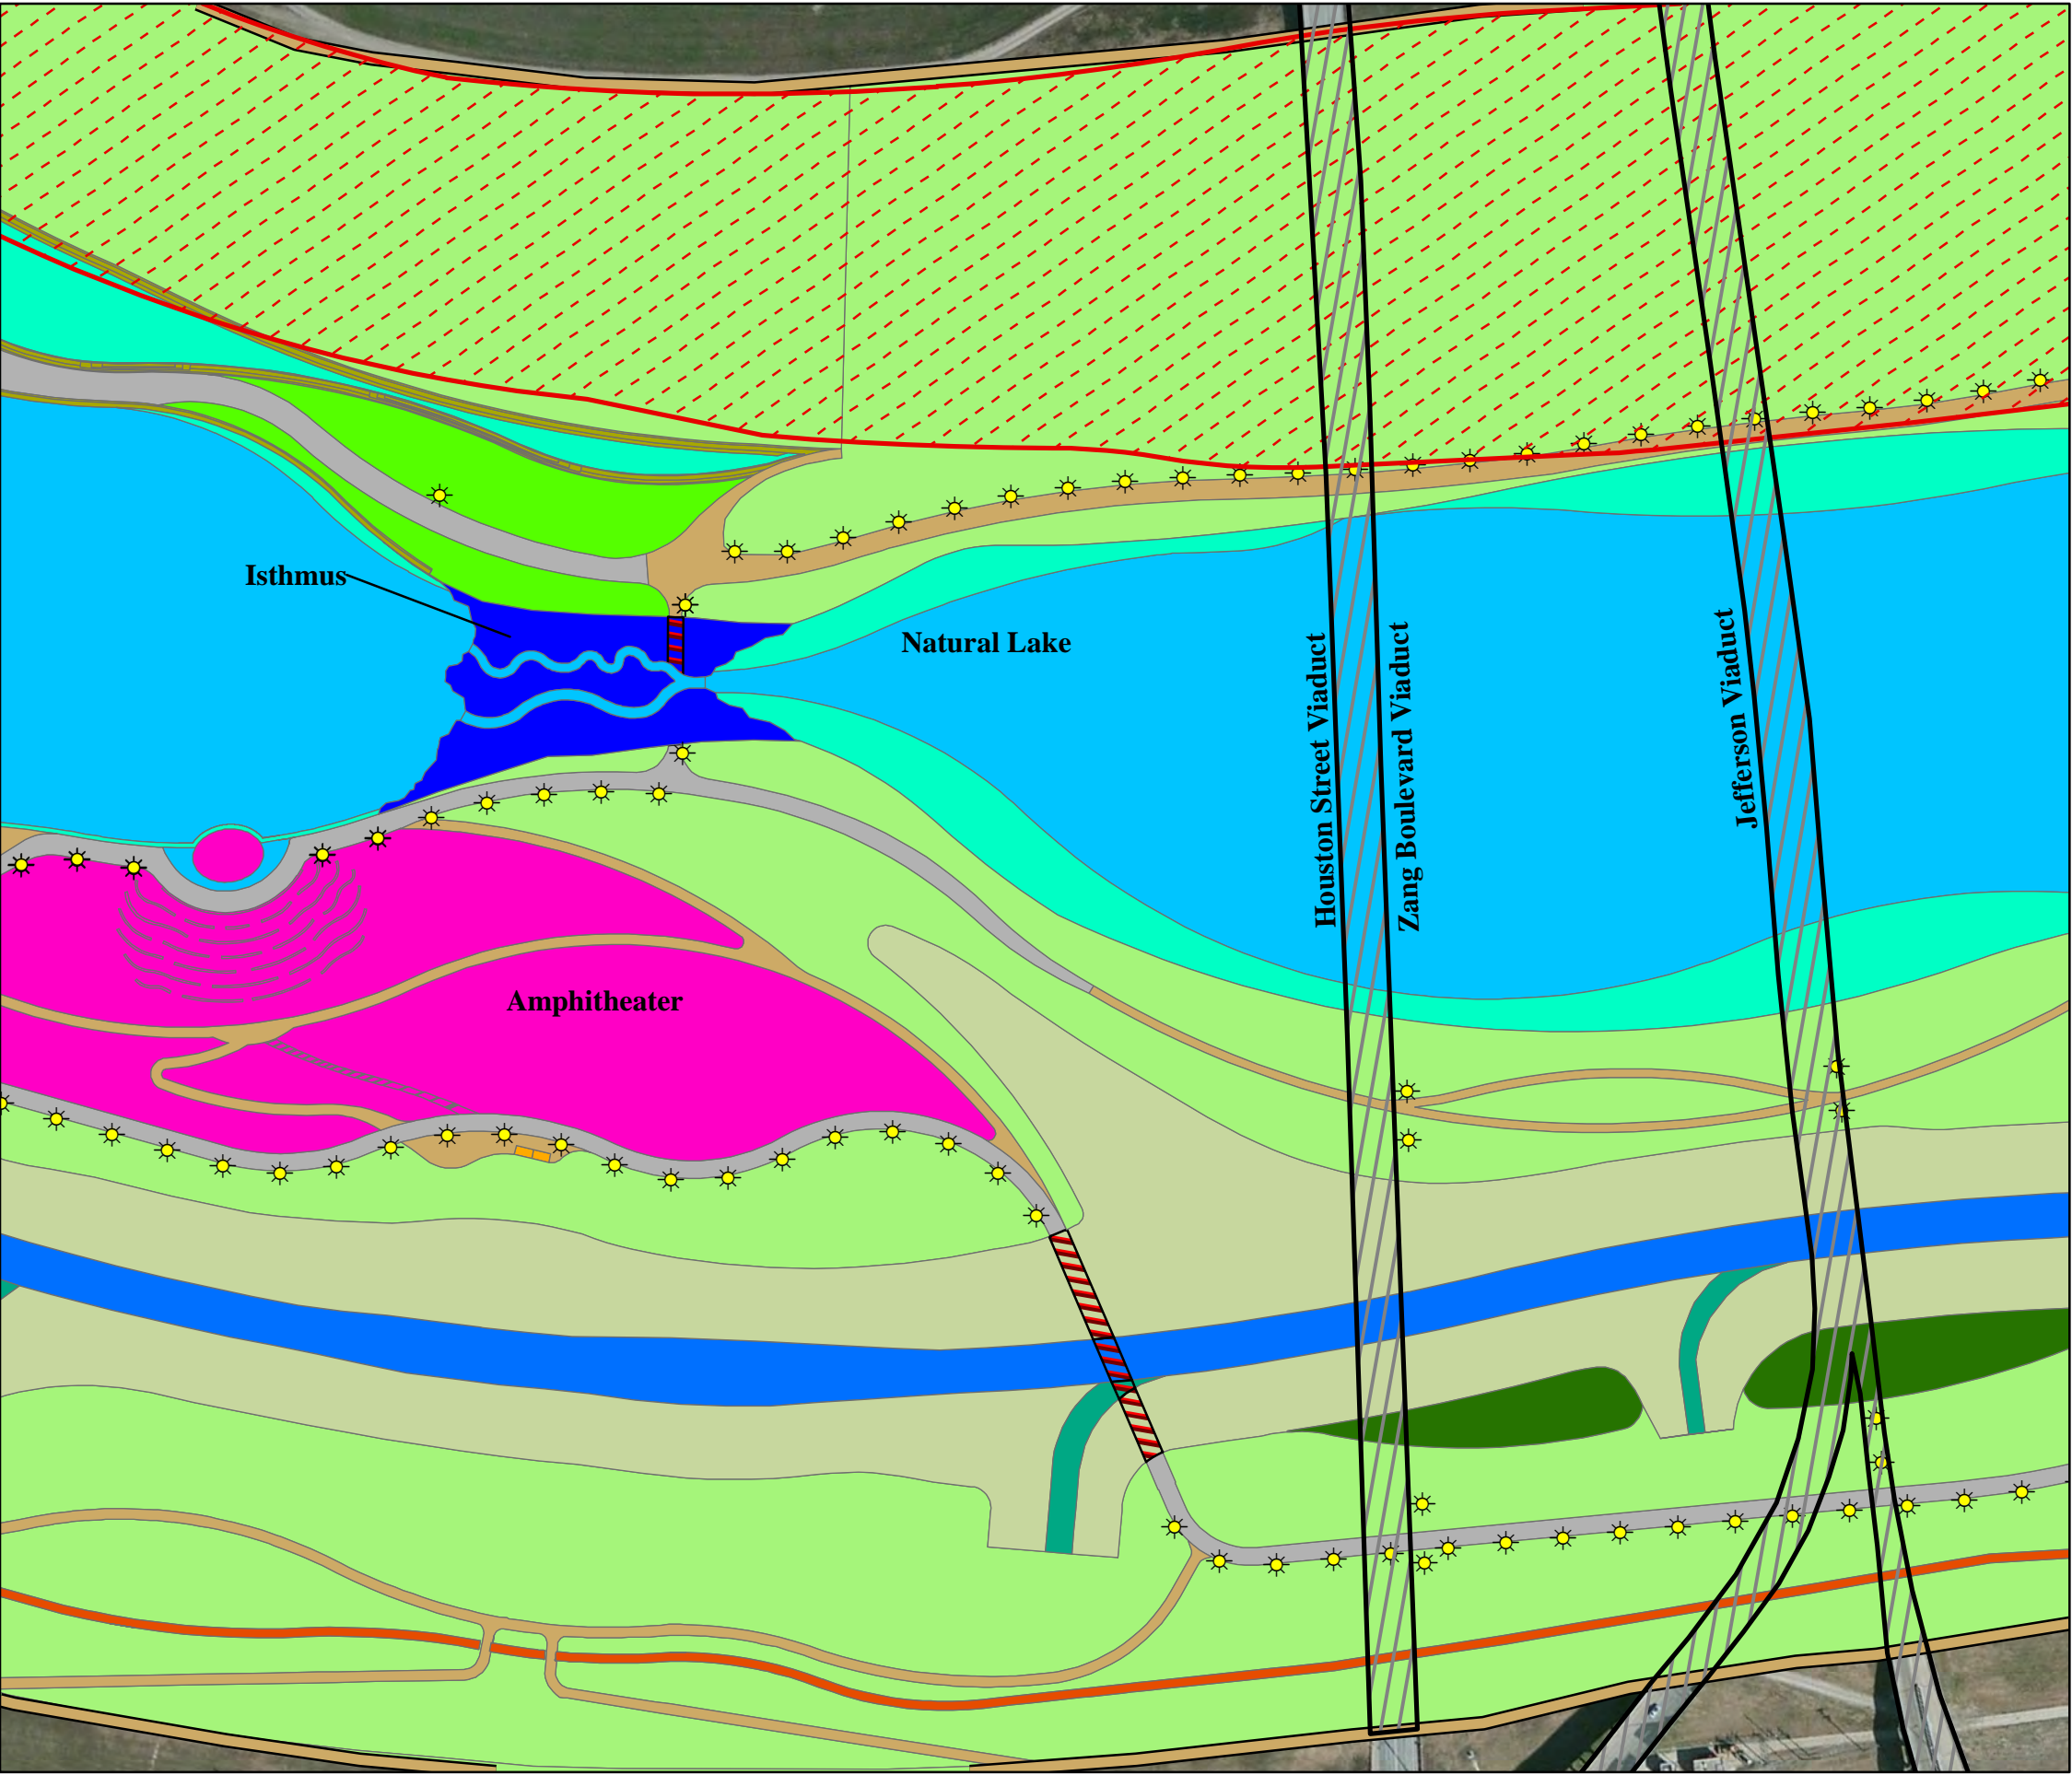 Isthmus
Natural Lake
Houston Street Viaduct
Zang Boulevard Viaduct
Jefferson Viaduct
Amphitheater